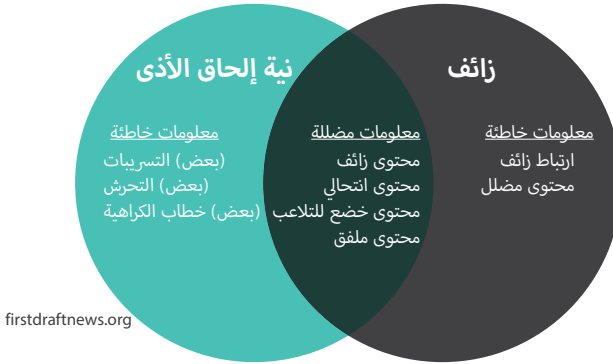 زائف
نية إلحاق الأذى
معلومات خاطئة
ارتباط زائف
محتوى مضلل
معلومات مضللة
محتوى زائف
محتوى انتحالي
محتوى خضع للتلاعب
محتوى ملفق
معلومات خاطئة
(بعض) التسريبات
(بعض) التحرش
(بعض) خطاب الكراهية
firstdraftnews.org